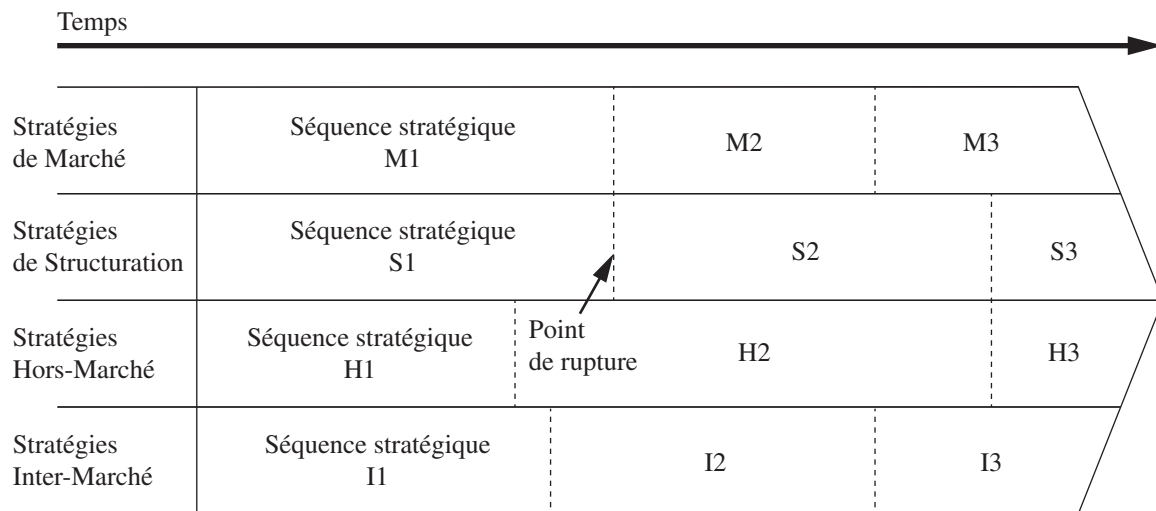 Temps
Stratégies
de Marché
Séquence stratégique
M1
M2
M3
Stratégies
de Structuration
Séquence stratégique
S1
S2
S3
Stratégies
Hors-Marché
Séquence stratégique
H1
Point
de rupture
H2
H3
Stratégies
Inter-Marché
Séquence stratégique
I1
I2
I3